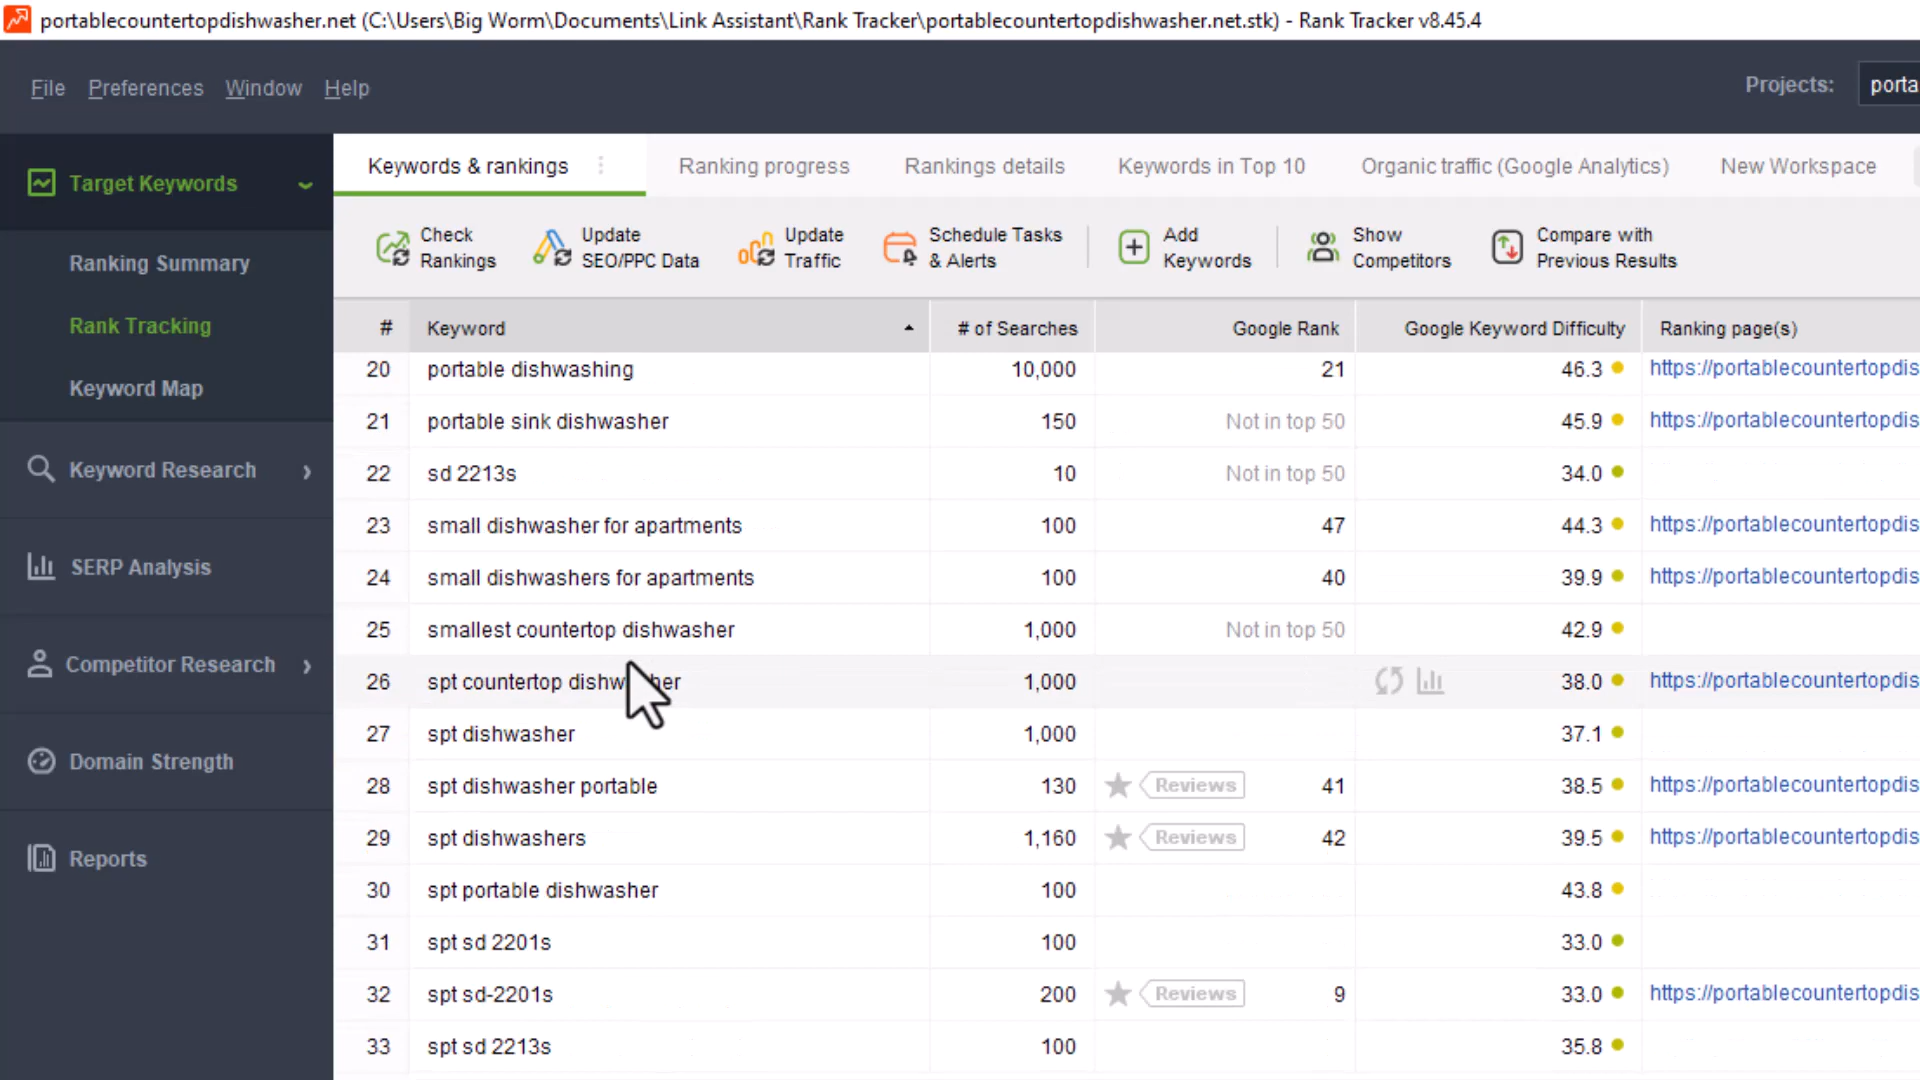 portablecountertopdishwasher.net (C:\Users\Big Worm\Documents\Link Assistant\Rank Tracker\portablecountertopdishwasher.net.stk) - Rank Tracker v8.45.4
File Preferences Window Help
Projects: porta
Target Keywords
Ranking Summary
Rank Tracking
Keyword Map
Keyword Research
SERP Analysis
Competitor Research
Domain Strength
Reports
Keywords & rankings Ranking progress Rankings details Keywords in Top 10 Organic traffic (Google Analytics) New Workspace
Check Rankings
Update SEO/PPC Data
Update Traffic
Schedule Tasks & Alerts
Add Keywords
Show Competitors
Compare with Previous Results
# Keyword # of Searches Google Rank Google Keyword Difficulty Ranking page(s)
20 portable dishwashing 10,000 21 46.3 https://portablecountertopdis
21 portable sink dishwasher 150 Not in top 50 45.9 https://portablecountertopdis
22 sd 2213s 10 Not in top 50 34.0
23 small dishwasher for apartments 100 47 44.3 https://portablecountertopdis
24 small dishwashers for apartments 100 40 39.9 https://portablecountertopdis
25 smallest countertop dishwasher 1,000 Not in top 50 42.9
26 spt countertop dishwasher 1,000 38.0 https://portablecountertopdis
27 spt dishwasher 1,000 37.1
28 spt dishwasher portable 130 Reviews 41 38.5 https://portablecountertopdis
29 spt dishwashers 1,160 Reviews 42 39.5 https://portablecountertopdis
30 spt portable dishwasher 100 43.8
31 spt sd 2201s 100 33.0
32 spt sd-2201s 200 Reviews 9 33.0 https://portablecountertopdis
33 spt sd 2213s 100 35.8